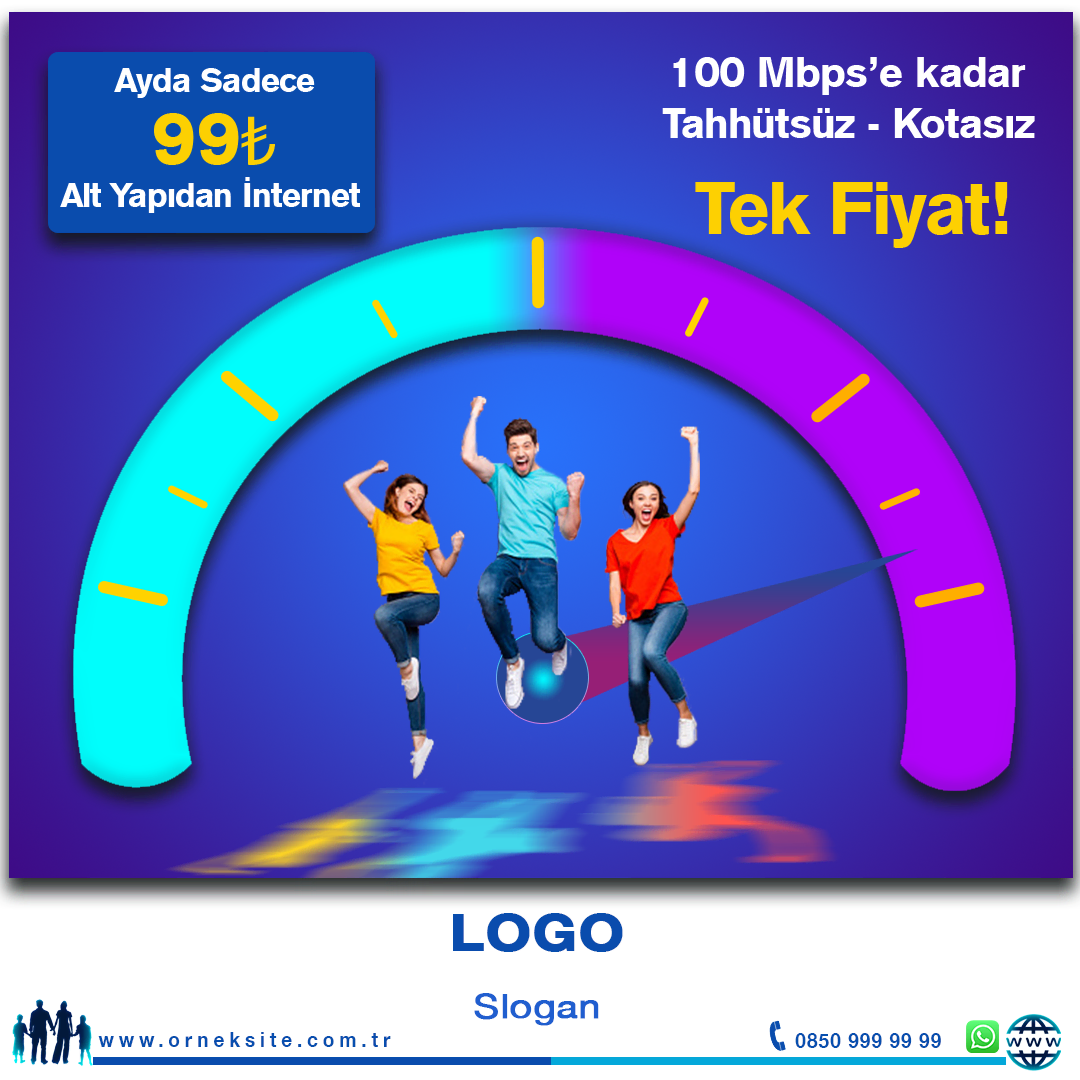 Ayda Sadece
99₺
Alt Yapıdan İnternet
100 Mbps’e kadar
Tahhütsüz - Kotasız
Tek Fiyat!
LOGO
Slogan
www.orneksite.com.tr
0850 999 99 99
WWW